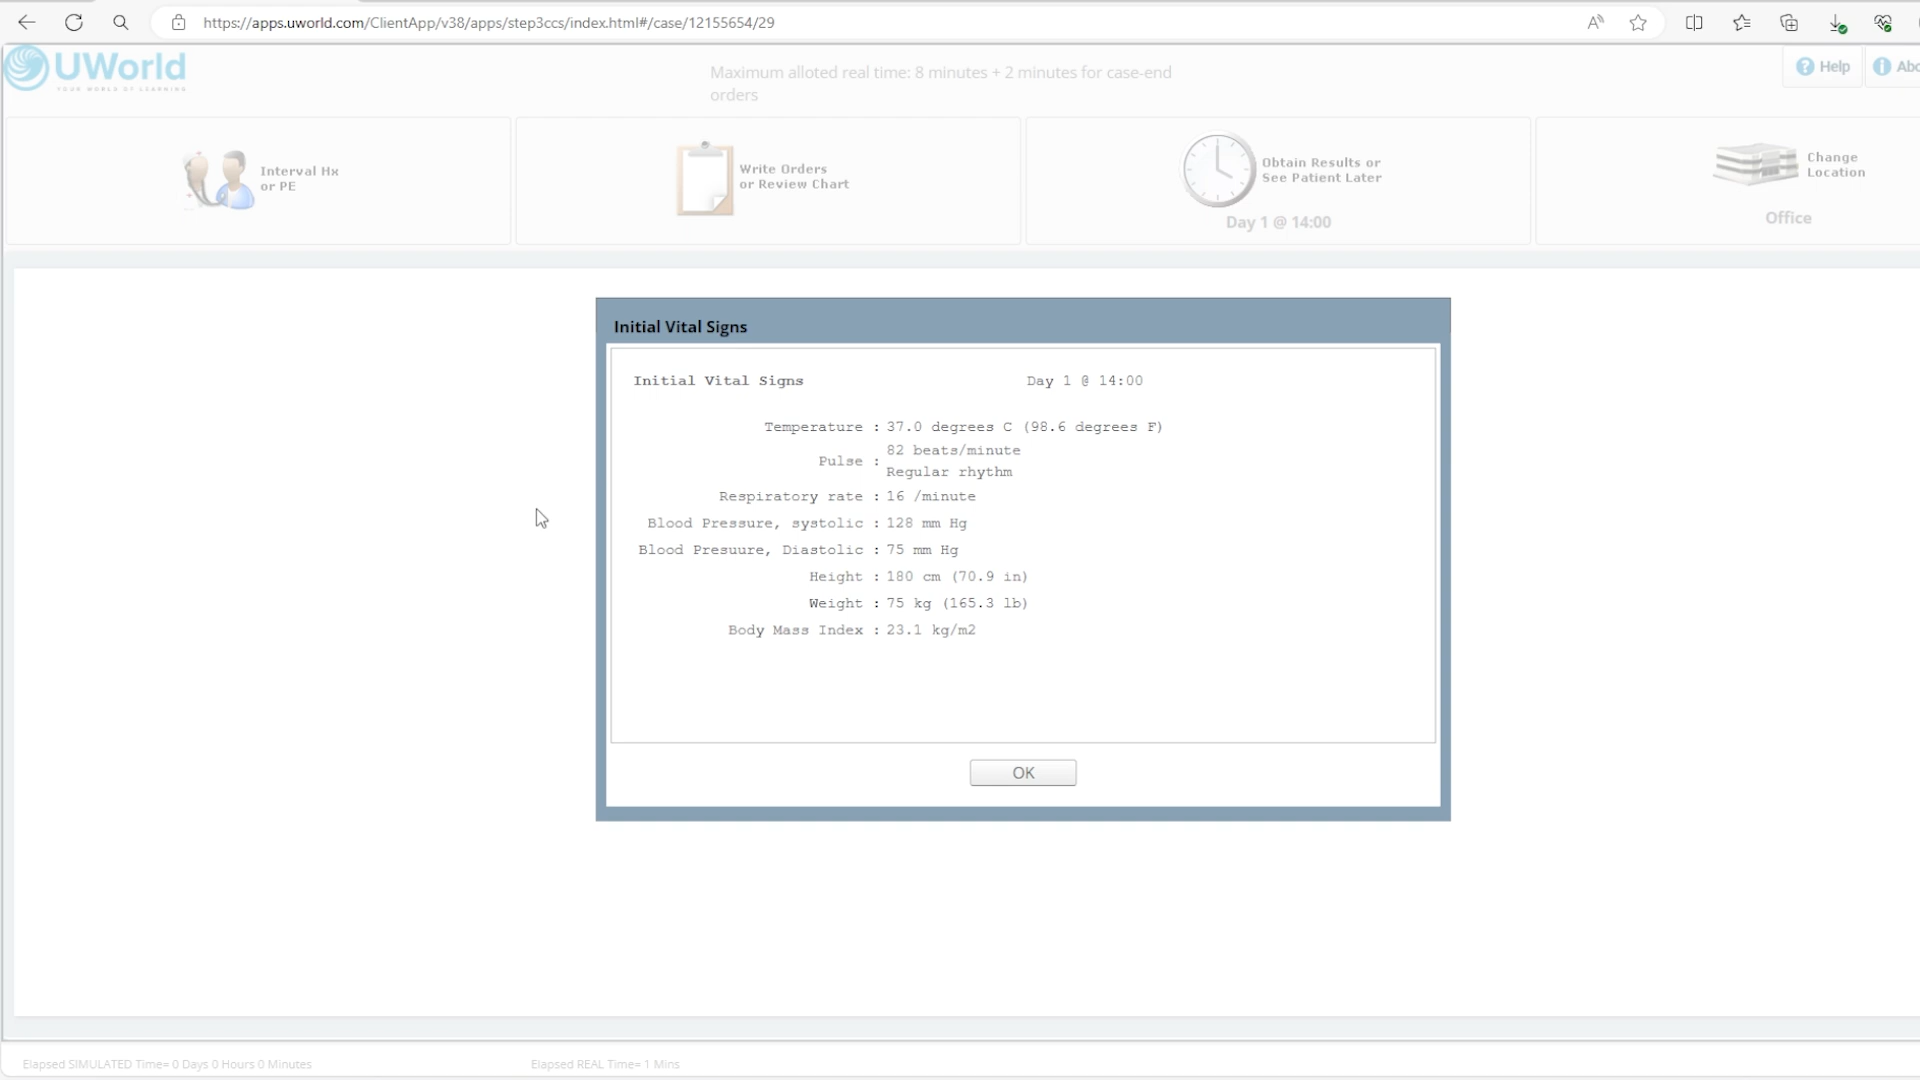 https://apps.uworld.com/ClientApp/v38/apps/step3ccs/index.html#/case/12155654/29
UWorld
YOUR WORLD OF LEARNING
Maximum alloted real time: 8 minutes + 2 minutes for case-end
orders
Help
Abo
Interval Hx
or PE
Write Orders
or Review Chart
Obtain Results or
See Patient Later
Day 1 @ 14:00
Change
Location
Office
Initial Vital Signs
Initial Vital Signs Day 1 @ 14:00
Temperature : 37.0 degrees C (98.6 degrees F)
Pulse : 82 beats/minute
Regular rhythm
Respiratory rate : 16 /minute
Blood Pressure, systolic : 128 mm Hg
Blood Presuure, Diastolic : 75 mm Hg
Height : 180 cm (70.9 in)
Weight : 75 kg (165.3 lb)
Body Mass Index : 23.1 kg/m2
OK
Elapsed SIMULATED Time= 0 Days 0 Hours 0 Minutes
Elapsed REAL Time= 1 Mins